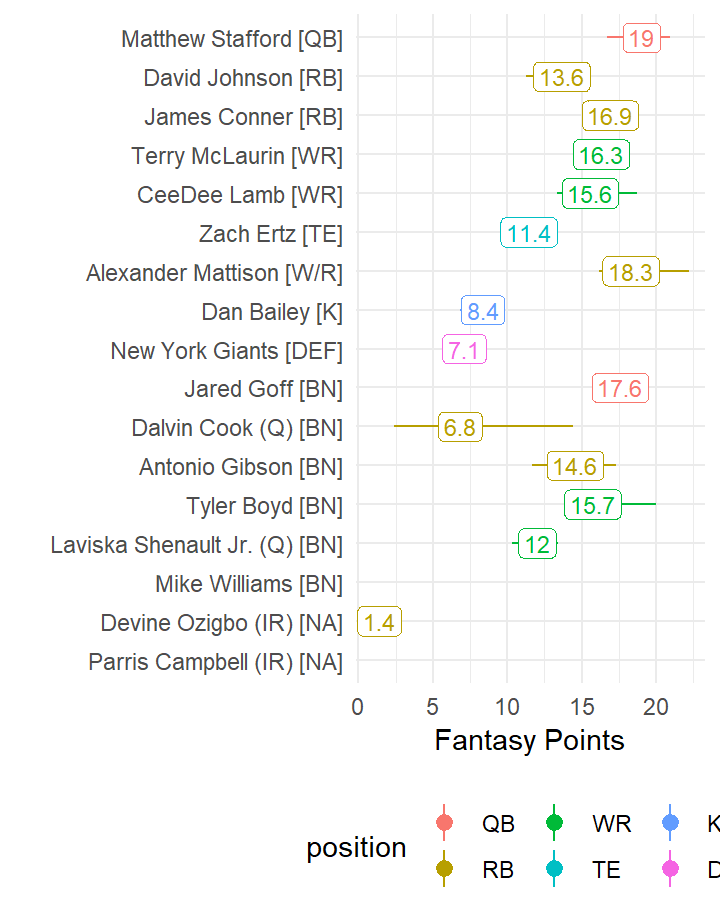 Matthew Stafford [QB] 19
David Johnson [RB] 13.6
James Conner [RB] 16.9
Terry McLaurin [WR] 16.3
CeeDee Lamb [WR] 15.6
Zach Ertz [TE] 11.4
Alexander Mattison [W/R] 18.3
Dan Bailey [K] 8.4
New York Giants [DEF] 7.1
Jared Goff [BN] 17.6
Dalvin Cook (Q) [BN] 6.8
Antonio Gibson [BN] 14.6
Tyler Boyd [BN] 15.7
Laviska Shenault Jr. (Q) [BN] 12
Mike Williams [BN]
Devine Ozigbo (IR) [NA] 1.4
Parris Campbell (IR) [NA]
0 5 10 15 20
Fantasy Points
position
QB WR K
RB TE D